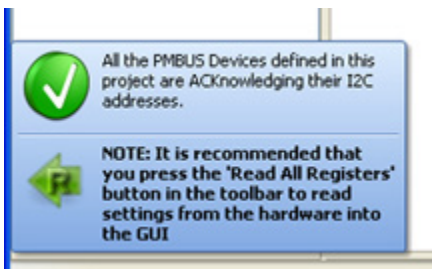 All the PMBUS Devices defined in this
project are ACKnowledging their I2C
addresses.
R
NOTE: It is recommended that
you press the 'Read All Registers'
button in the toolbar to read
settings from the hardware into
the GUI